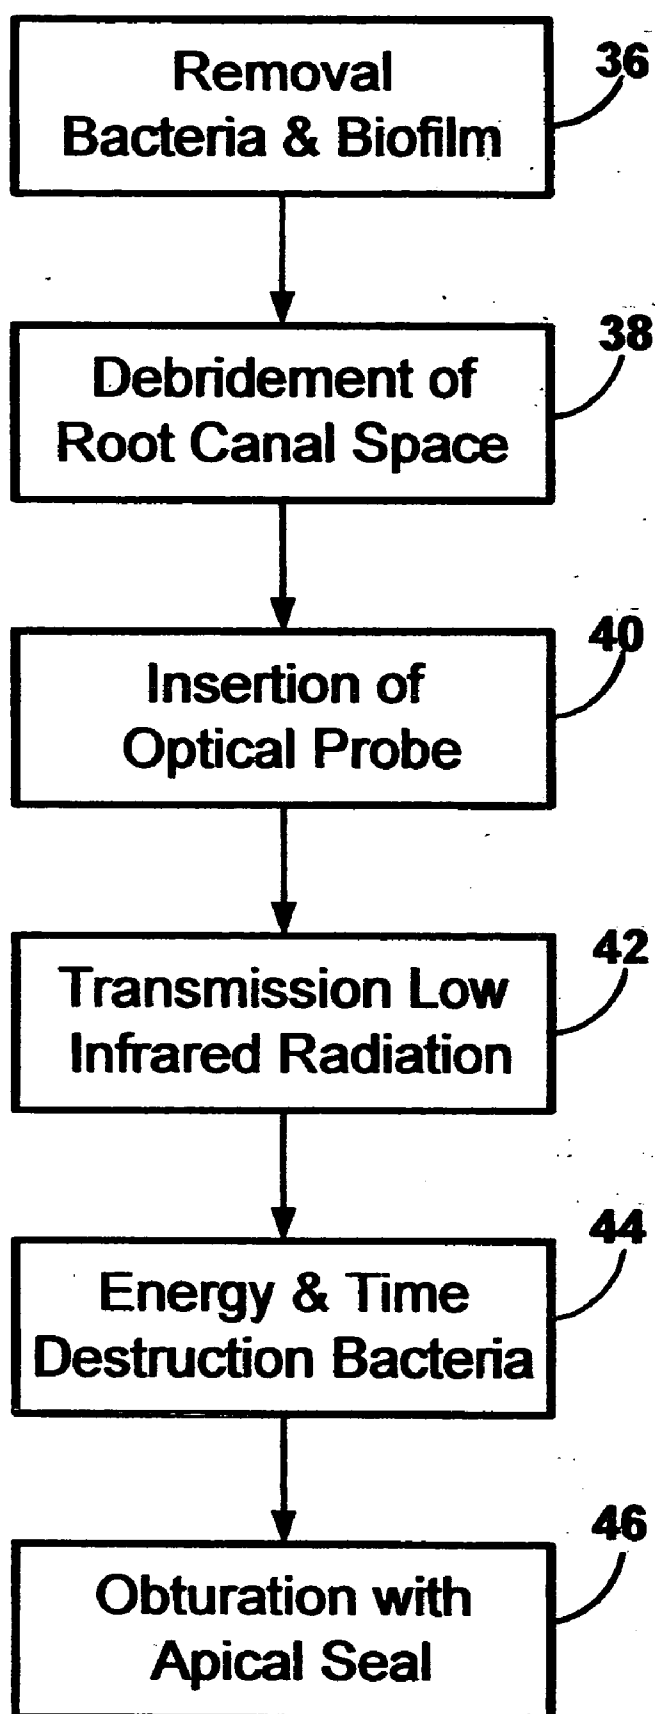 Removal
Bacteria & Biofilm
36
Debridement of
Root Canal Space
38
Insertion of
Optical Probe
40
Transmission Low
Infrared Radiation
42
Energy & Time
Destruction Bacteria
44
Obturation with
Apical Seal
46